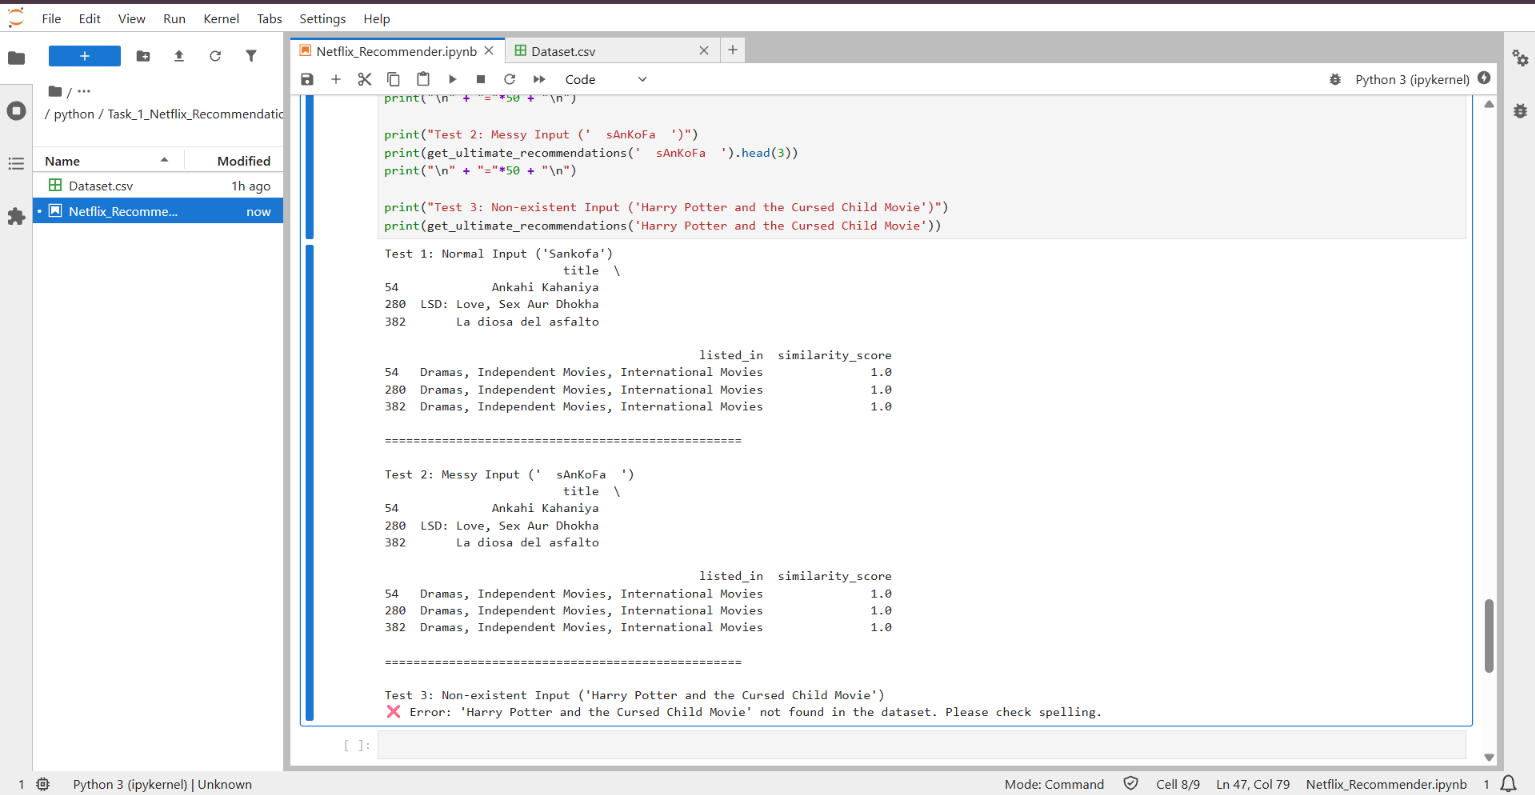 File Edit View Run Kernel Tabs Settings Help
Netflix_Recommender.ipynb
Dataset.csv
Code
Python 3 (ipykernel)
/ ···
/ python / Task_1_Netflix_Recommendatio
Name Modified
Dataset.csv 1h ago
Netflix_Recomme... now
print("\n" + "="*50 + "\n")
print("Test 2: Messy Input ('  sAnKoFa  ')")
print(get_ultimate_recommendations('  sAnKoFa  ').head(3))
print("\n" + "="*50 + "\n")
print("Test 3: Non-existent Input ('Harry Potter and the Cursed Child Movie')")
print(get_ultimate_recommendations('Harry Potter and the Cursed Child Movie'))
Test 1: Normal Input ('Sankofa')
title \
54 Ankahi Kahaniya
280 LSD: Love, Sex Aur Dhokha
382 La diosa del asfalto
listed_in similarity_score
54 Dramas, Independent Movies, International Movies 1.0
280 Dramas, Independent Movies, International Movies 1.0
382 Dramas, Independent Movies, International Movies 1.0
==================================================
Test 2: Messy Input ('  sAnKoFa  ')
title \
54 Ankahi Kahaniya
280 LSD: Love, Sex Aur Dhokha
382 La diosa del asfalto
listed_in similarity_score
54 Dramas, Independent Movies, International Movies 1.0
280 Dramas, Independent Movies, International Movies 1.0
382 Dramas, Independent Movies, International Movies 1.0
==================================================
Test 3: Non-existent Input ('Harry Potter and the Cursed Child Movie')
❌ Error: 'Harry Potter and the Cursed Child Movie' not found in the dataset. Please check spelling.
[ ]:
1 Python 3 (ipykernel) | Unknown
Mode: Command Cell 8/9 Ln 47, Col 79 Netflix_Recommender.ipynb 1